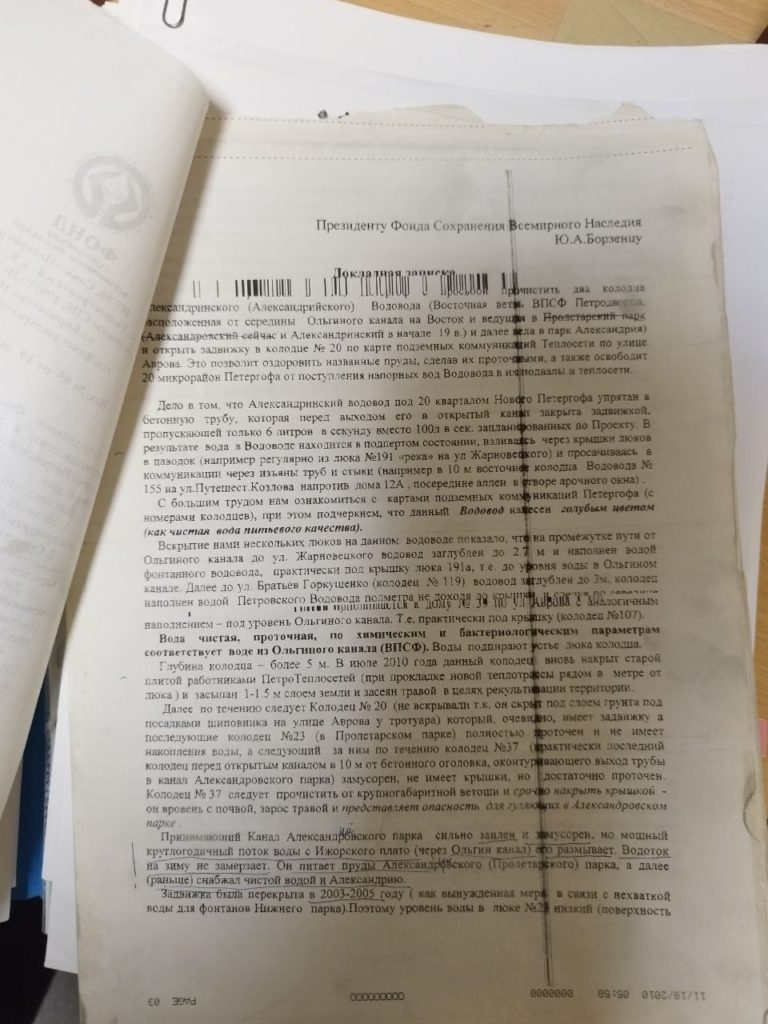 ФОНД
Президенту Фонда Сохранения Всемирного Наследия
Ю.А.Борзенцу
Докладная записка
прочистить два колодца
Александринского (Александрийского) Водовода (Восточная ветвь ВПСФ Петродворца,
расположенная от середины Ольгиного канала на Восток и ведущая в Пролетарский парк
(Александровский сейчас и Александринский в начале 19 в.) и далее вела в парк Александрия)
и открыть задвижку в колодце № 20 по карте подземных коммуникаций Теплосети по улице
Аврова. Это позволит оздоровить названные пруды, сделав их проточными, а также освободит
20 микрорайон Петергофа от поступления напорных вод Водовода в их подвалы и теплосети.
Дело в том, что Александринский водовод под 20 кварталом Нового Петергофа упрятан в
бетонную трубу, которая перед выходом его в открытый канал закрыта задвижкой,
пропускающей только 6 литров в секунду вместо 100л в сек. запланированных по Проекту. В
результате вода в Водоводе находится в подпертом состоянии, изливаясь через крышки люков
в паводок (например регулярно из люка №191 «река» на ул Жарновецкого) и просачиваясь в
коммуникации через изъяны труб и стыки (например в 10 м восточнее колодца Водовода №
155 на ул.Путешест.Козлова напротив дома 12А , посередине аллеи в створе арочного окна) .
С большим трудом нам ознакомиться с картами подземных коммуникаций Петергофа (с
номерами колодцев), при этом подчеркнем, что данный Водовод нанесен голубым цветом
(как чистая вода питьевого качества).
Вскрытие нами нескольких люков на данном водоводе показало, что на промежутке пути от
Ольгиного канала до ул. Жарновецкого водовод заглублен до 2.7 м и наполнен водой
фонтанного водовода, практически под крышку люка 191а, т.е. до уровня воды в Ольгином
канале. Далее до ул. Братьев Горкушенко (колодец № 119) водовод заглублен до 3м, колодец
наполнен водой Петровского Водовода полметра не доходя до крышки
к дому № 39 по ул Аврова с аналогичным
наполнением – под уровень Ольгиного канала. Т.е. практически под крышку (колодец №107).
Вода чистая, проточная, по химическим и бактериологическим параметрам
соответствует воде из Ольгиного канала (ВПСФ). Воды подпирают устье люка колодца.
Глубина колодца – более 5 м. В июле 2010 года данный колодец вновь накрыт старой
плитой работниками ПетроТеплосетей (при прокладке новой теплотрассы рядом в метре от
люка ) и засыпан 1-1.5 м слоем земли и засеян травой в целях рекультивации территории.
Далее по течению следует Колодец № 20 (не вскрывали т.к. он скрыт под слоем грунта под
посадками шиповника на улице Аврова у тротуара) который, очевидно, имеет задвижку а
последующие колодец №23 (в Пролетарском парке) полностью проточен и не имеет
накопления воды, а следующий за ним по течению колодец №37 (практически последний
колодец перед открытым каналом в 10 м от бетонного оголовка, оконтуривающего выход трубы
в канал Александровского парка) замусорен, не имеет крышки, но достаточно проточен.
Колодец № 37 следует прочистить от крупногабаритной ветоши и срочно накрыть крышкой -
он вровень с почвой, зарос травой и представляет опасность для гуляющих в Александровском
парке .
Принимающий Канал Александровского парка сильно заилен и замусорен, но мощный
круглогодичный поток воды с Ижорского плато (через Ольгин канал) его размывает. Водоток
на зиму не замерзает. Он питает пруды Александровского (Пролетарского) парка, а далее
(раньше) снабжал чистой водой и Александрию.
Задвижка была перекрыта в 2003-2005 году ( как вынужденная мера в связи с нехваткой
воды для фонтанов Нижнего парка).Поэтому уровень воды в люке №23 низкий (поверхность
11/18/2010 05:58 0000000 0000000000 PAGE 03